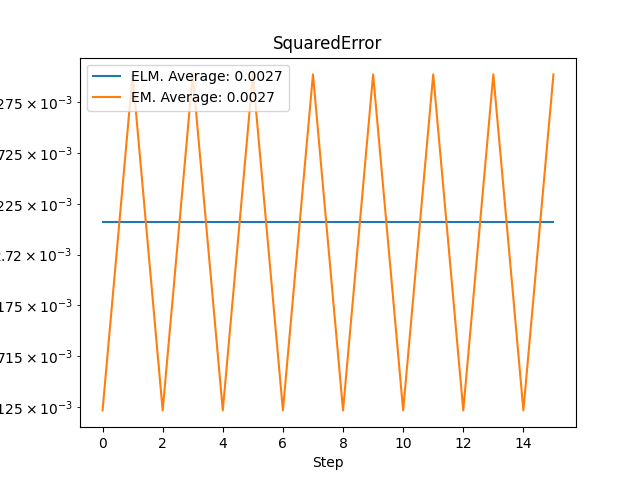 SquaredError
ELM. Average: 0.0027
EM. Average: 0.0027
275 × 10⁻³
725 × 10⁻³
225 × 10⁻³
2.72 × 10⁻³
175 × 10⁻³
715 × 10⁻³
125 × 10⁻³
0 2 4 6 8 10 12 14
Step